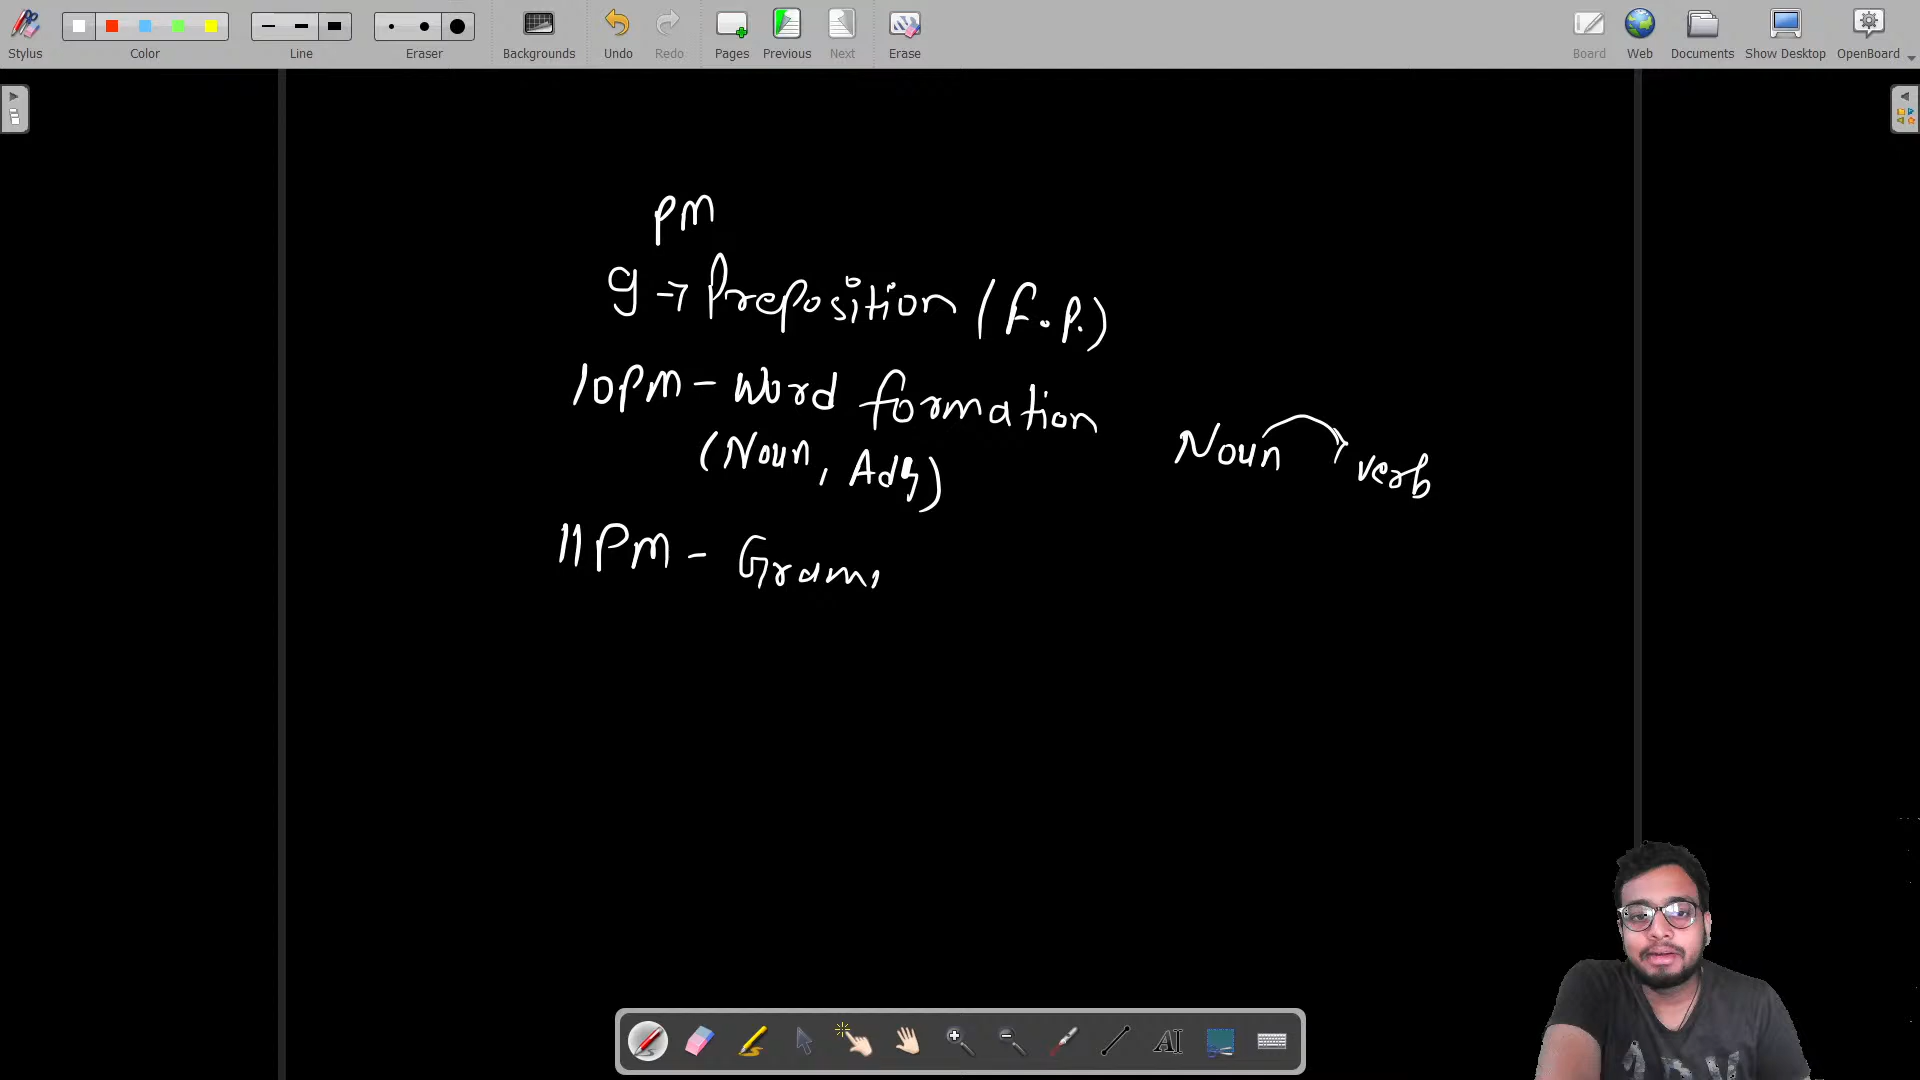 Stylus Color Line Eraser Backgrounds Undo Redo Pages Previous Next Erase Board Web Documents Show Desktop OpenBoard
PM
9 → Preposition (F.P.)
10PM - Word formation
(Noun, Adj)
Noun verb
11PM - Gram